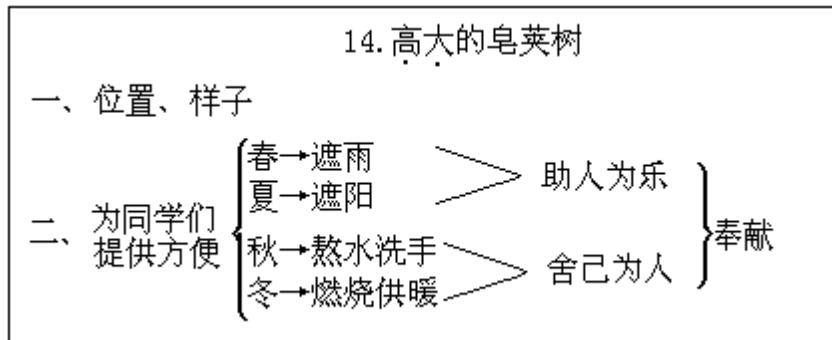 14.高大的皂荚树
一、位置、样子
二、为同学们提供方便
春→遮雨
夏→遮阳
助人为乐
秋→熬水洗手
冬→燃烧供暖
舍己为人
奉献